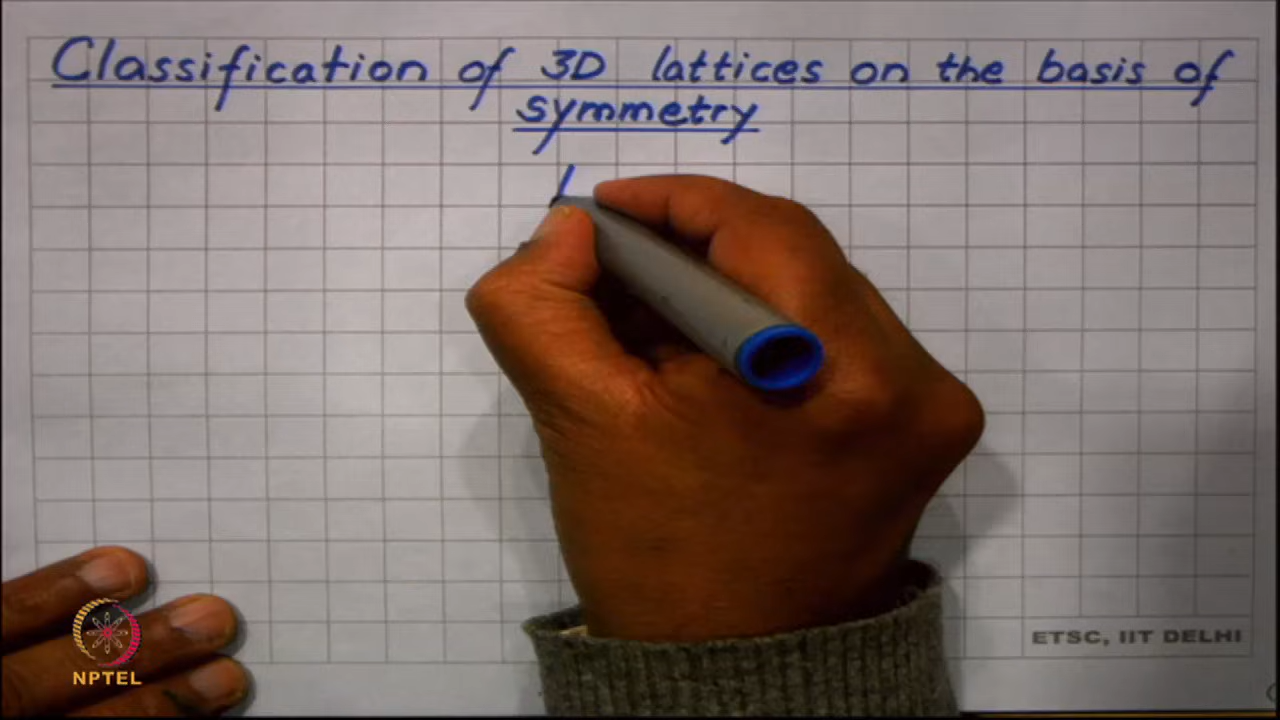 Classification of 3D lattices on the basis of
symmetry
ETSC, IIT DELHI
NPTEL